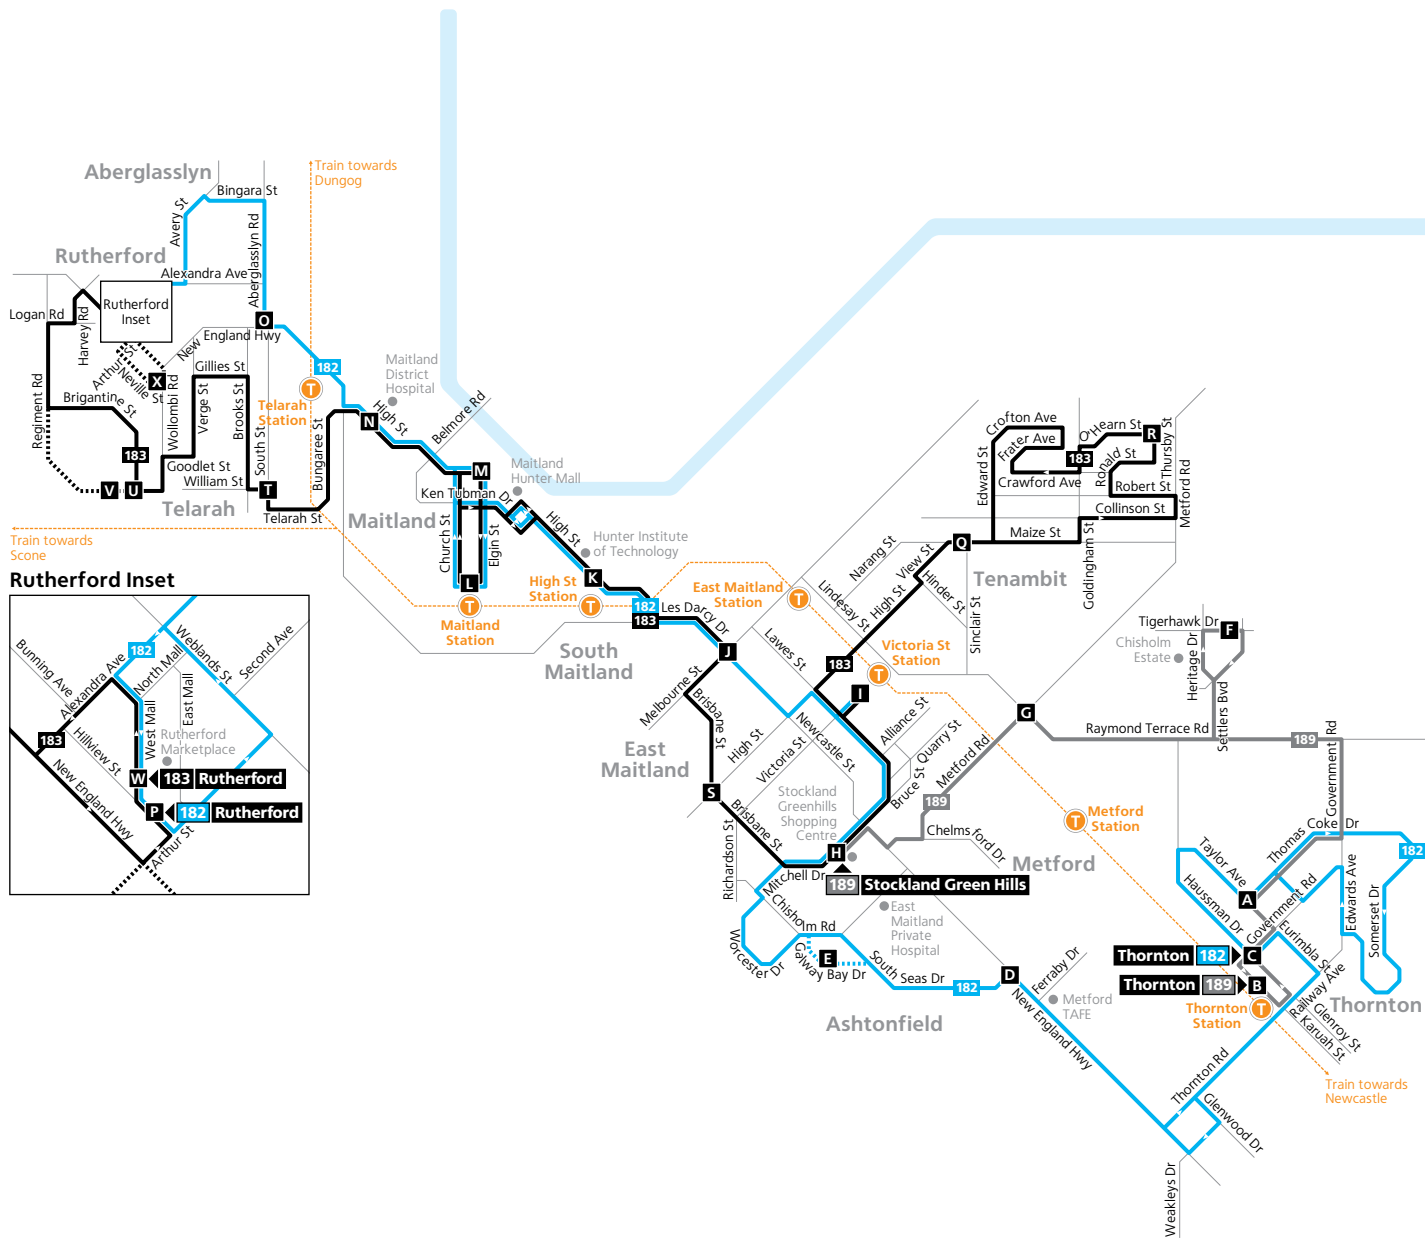 Aberglasslyn
Bingara St
Train towards
Dungog
Avery St
Aberglasslyn Rd
Rutherford
Alexandra Ave
Rutherford
Inset
Logan Rd
Harvey Rd
O
England Hwy
New
182
Maitland
District
Hospital
Arthur St
Neville St
X
Gillies St
T
Telarah
Station
High St
Belmore Rd
Regiment Rd
Brigantine St
Wollombi Rd
Verge St
Brooks St
South St
Bungaree St
N
183
Goodlet St
William St
V
U
T
Telarah
Telarah St
M
Maitland
Hunter Mall
Ken Tubman Dr
Maitland
Church St
Elgin St
High St
Hunter Institute
of Technology
L
K
High St
Station
T
T
Maitland
Station
Train towards
Scone
182
183
Les Darcy Dr
South
Maitland
J
East Maitland
Station
T
Lawes St
Lindesay St
Narang St
View St
High St
Hinder St
Sinclair St
Q
Tenambit
Maize St
Edward St
Crofton Ave
Frater Ave
Crawford Ave
183
O'Hearn St
R
Ronald St
Thursby St
Robert St
Collinson St
Metford Rd
Goldingham St
Victoria St
Station
T
183
I
Melbourne St
Brisbane St
High St
Victoria St
Newcastle St
Alliance St
Quarry St
Bruce St
East
Maitland
S
Brisbane St
Richardson St
Stockland
Greenhills
Shopping
Centre
H
189 Stockland Green Hills
Mitchell Dr
Chisholm Rd
Worcester Dr
Galway Bay Dr
E
South Seas Dr
East
Maitland
Private
Hospital
182
D
Ashtonfield
Metford Rd
189
Chelmsford Dr
Metford
G
Tigerhawk Dr
F
Chisholm
Estate
Heritage Dr
Settlers Bvd
Raymond Terrace Rd
189
Government Rd
T
Metford
Station
Thomas Coke Dr
182
Taylor Ave
Haussman Dr
A
Government Rd
Edwards Ave
Somerset Dr
Eurimbla St
Thornton 182
C
Thornton 189
B
Thornton
Station
T
Railway Ave
Glenroy St
Karuah St
Thornton
Ferraby Dr
Metford
TAFE
New England Hwy
Thornton Rd
Glenwood Dr
Weakleys Dr
Train towards
Newcastle
Rutherford Inset
Bunning Ave
Alexandra Ave
182
North Mall
Weblands St
Second Ave
183
Hillview St
West Mall
East Mall
Rutherford
Marketplace
W
183 Rutherford
P
182 Rutherford
New England Hwy
Arthur St